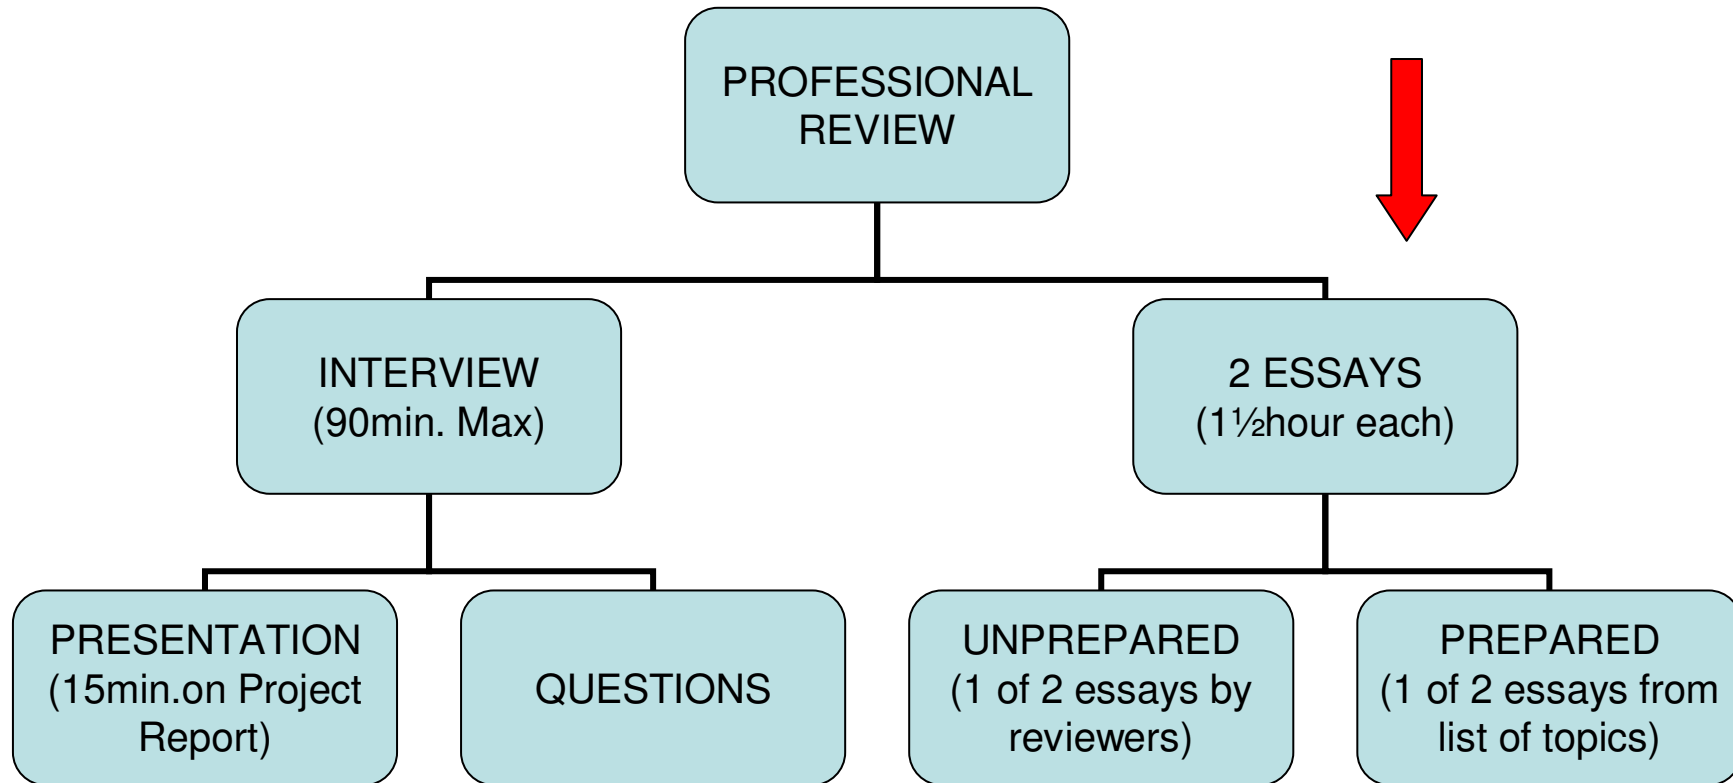 PROFESSIONAL
REVIEW
INTERVIEW
(90min. Max)
2 ESSAYS
(1½hour each)
PRESENTATION
(15min.on Project
Report)
QUESTIONS
UNPREPARED
(1 of 2 essays by
reviewers)
PREPARED
(1 of 2 essays from
list of topics)